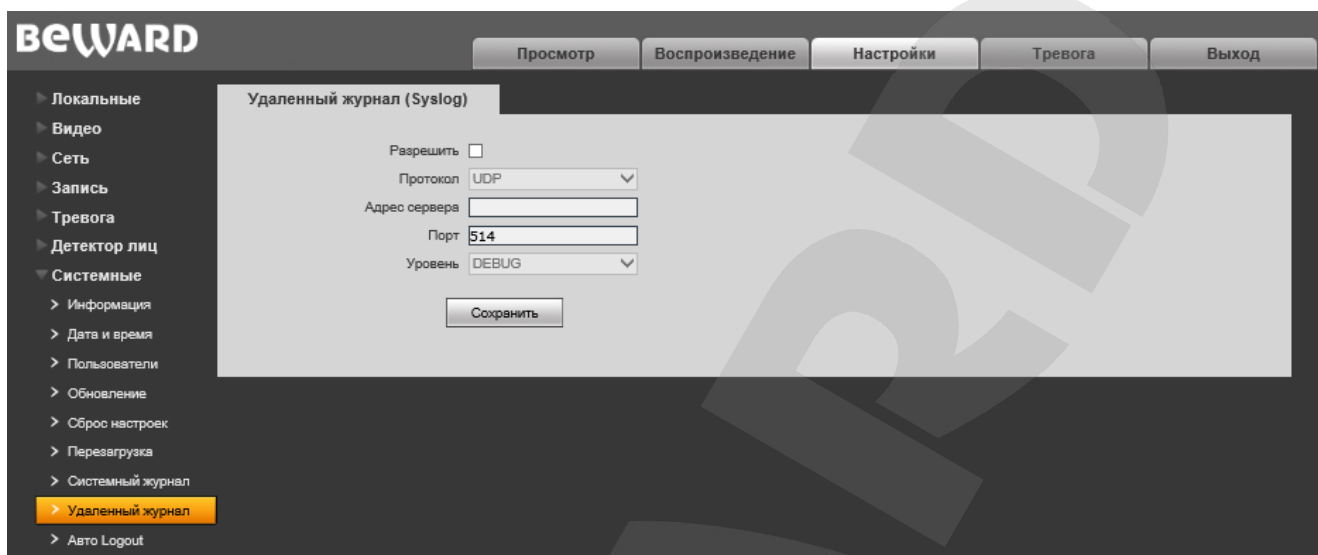 BEWARD
Просмотр
Воспроизведение
Настройки
Тревога
Выход
Локальные
Видео
Сеть
Запись
Тревога
Детектор лиц
Системные
Информация
Дата и время
Пользователи
Обновление
Сброс настроек
Перезагрузка
Системный журнал
Удаленный журнал
Авто Logout
Удаленный журнал (Syslog)
Разрешить
Протокол UDP
Адрес сервера
Порт 514
Уровень DEBUG
Сохранить